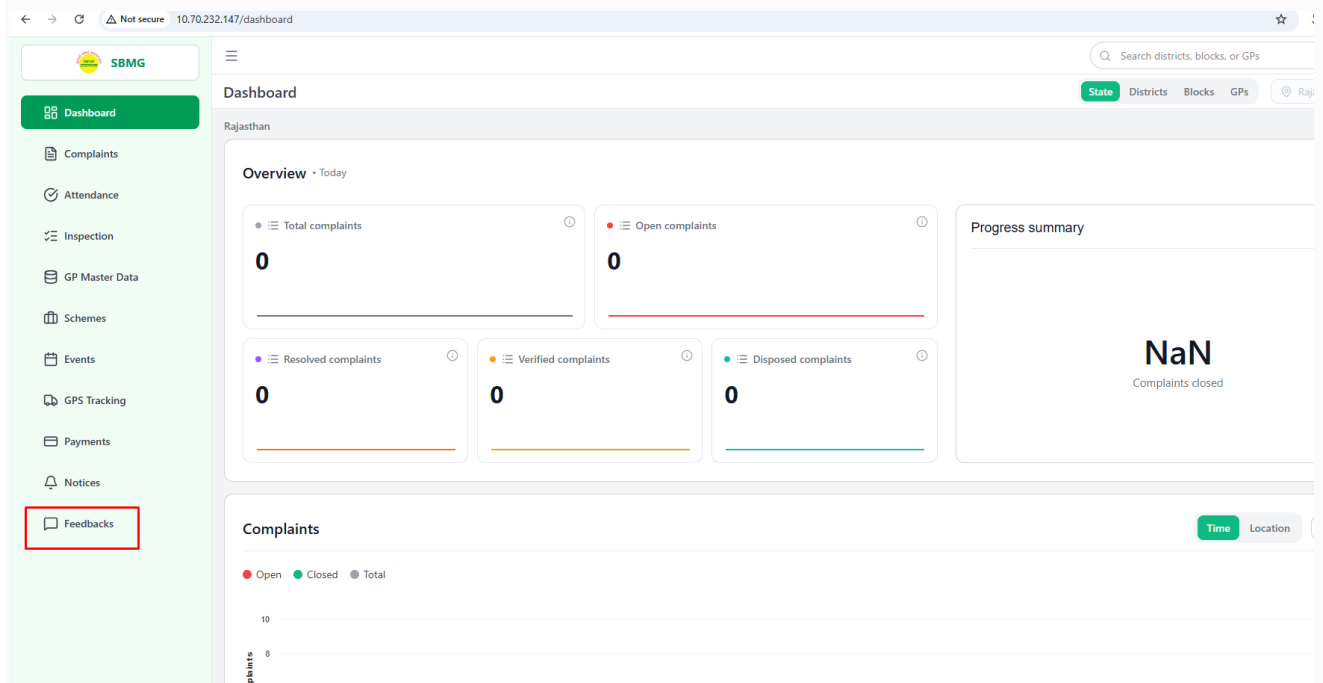 Not secure 10.70.232.147/dashboard
SBMG
Search districts, blocks, or GPs
Dashboard
State Districts Blocks GPs
Rajasthan
Dashboard
Complaints
Attendance
Inspection
GP Master Data
Schemes
Events
GPS Tracking
Payments
Notices
Feedbacks
Overview • Today
Total complaints
0
Open complaints
0
Resolved complaints
0
Verified complaints
0
Disposed complaints
0
Progress summary
NaN
Complaints closed
Complaints
Time Location
Open Closed Total
10
8